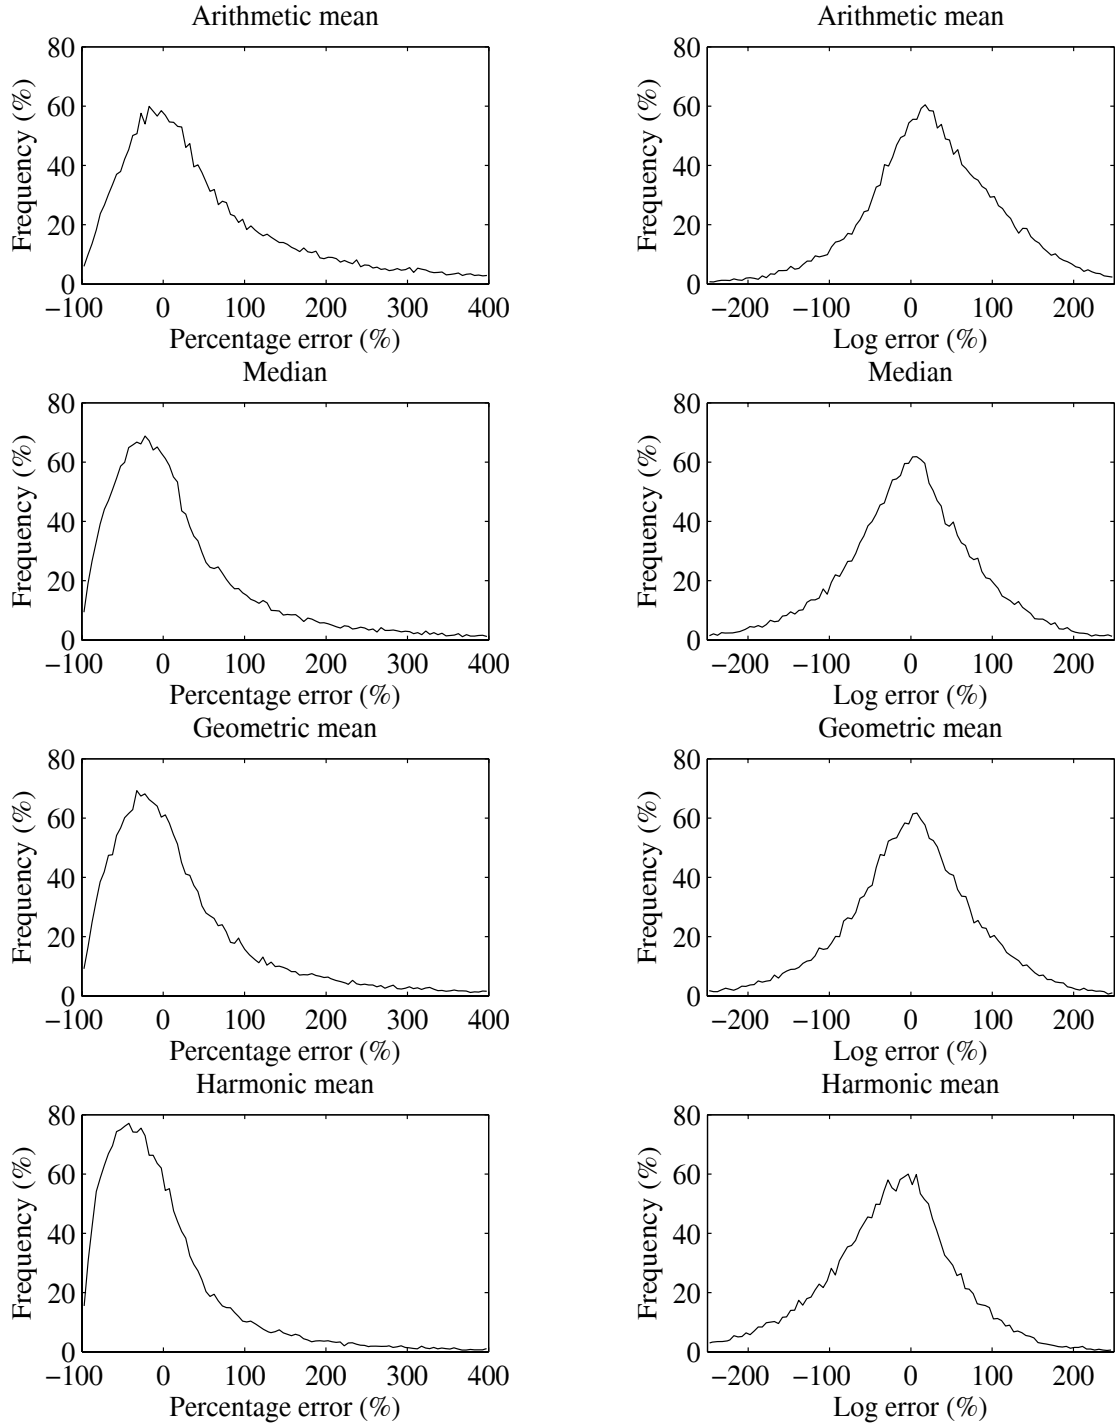 Arithmetic mean
80
60
40
20
0
Frequency (%)
−100 0 100 200 300 400
Percentage error (%)
Arithmetic mean
80
60
40
20
0
Frequency (%)
−200 −100 0 100 200
Log error (%)
Median
80
60
40
20
0
Frequency (%)
−100 0 100 200 300 400
Percentage error (%)
Median
80
60
40
20
0
Frequency (%)
−200 −100 0 100 200
Log error (%)
Geometric mean
80
60
40
20
0
Frequency (%)
−100 0 100 200 300 400
Percentage error (%)
Geometric mean
80
60
40
20
0
Frequency (%)
−200 −100 0 100 200
Log error (%)
Harmonic mean
80
60
40
20
0
Frequency (%)
−100 0 100 200 300 400
Percentage error (%)
Harmonic mean
80
60
40
20
0
Frequency (%)
−200 −100 0 100 200
Log error (%)